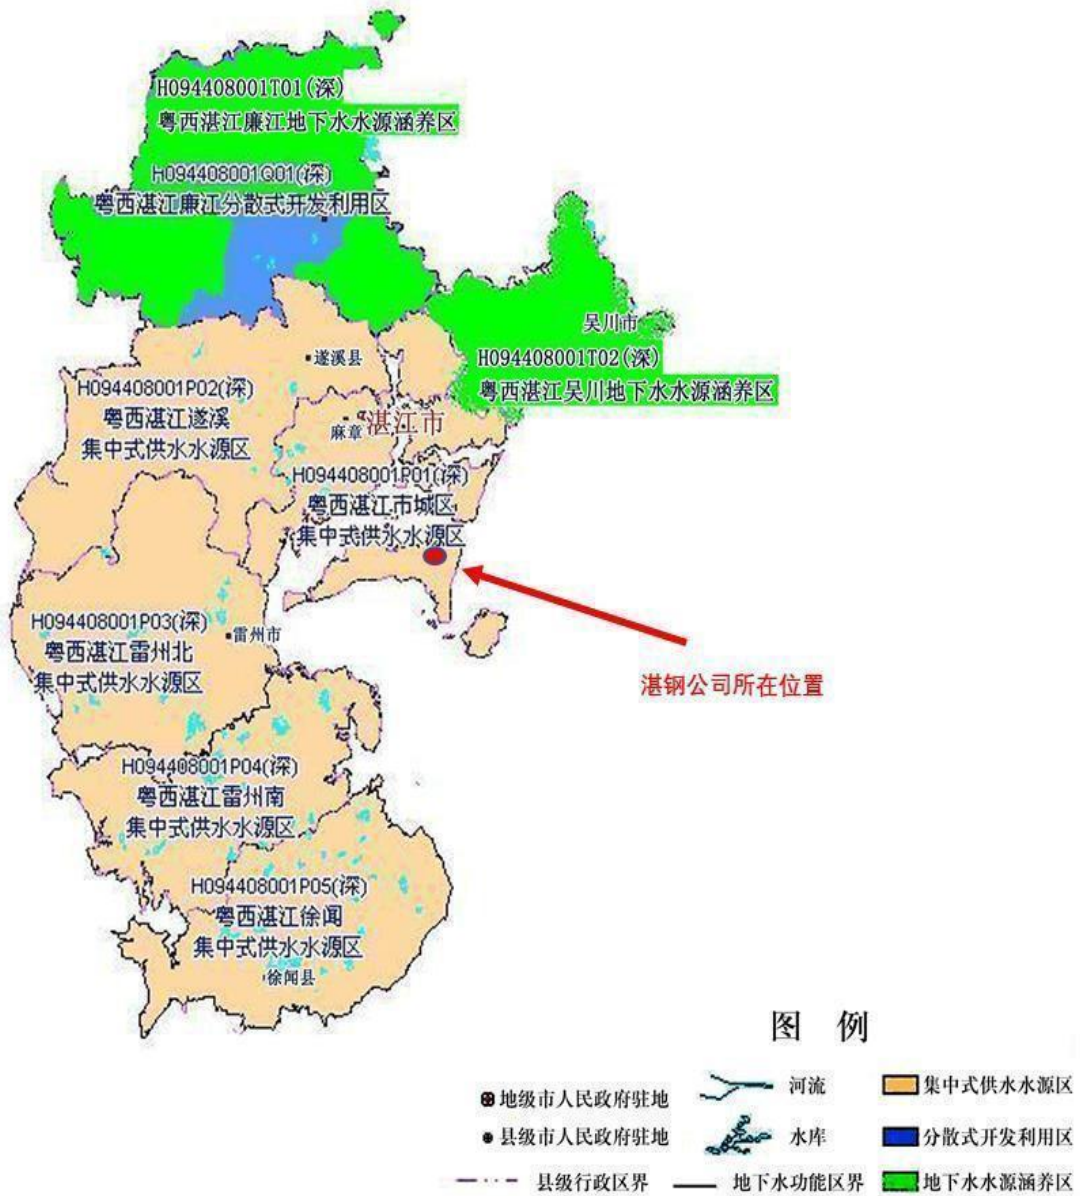 H094408001T01(深)
粤西湛江廉江地下水水源涵养区
H094408001Q01(深)
粤西湛江廉江分散式开发利用区
吴川市
H094408001T02(深)
粤西湛江吴川地下水水源涵养区
遂溪县
H094408001P02(深)
粤西湛江遂溪
集中式供水水源区
麻章
湛江市
H094408001P01(深)
粤西湛江市城区
集中式供水水源区
H094408001P03(深)
粤西湛江雷州北
集中式供水水源区
雷州市
湛钢公司所在位置
H094408001P04(深)
粤西湛江雷州南
集中式供水水源区
H094408001P05(深)
粤西湛江徐闻
集中式供水水源区
徐闻县
图 例
地级市人民政府驻地
河流
集中式供水水源区
县级市人民政府驻地
水库
分散式开发利用区
县级行政区界
地下水功能区界
地下水水源涵养区